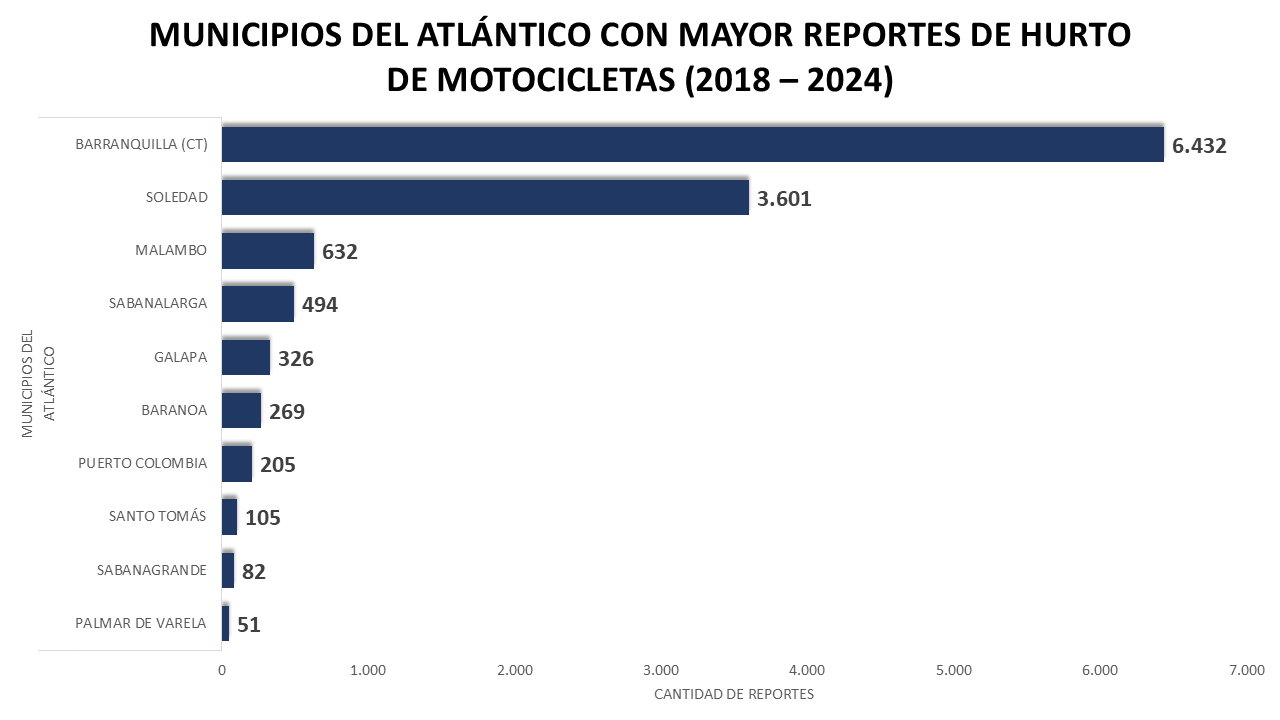 MUNICIPIOS DEL ATLÁNTICO CON MAYOR REPORTES DE HURTO
DE MOTOCICLETAS (2018 – 2024)
BARRANQUILLA (CT) 6.432
SOLEDAD 3.601
MALAMBO 632
SABANALARGA 494
GALAPA 326
BARANOA 269
PUERTO COLOMBIA 205
SANTO TOMÁS 105
SABANAGRANDE 82
PALMAR DE VARELA 51
MUNICIPIOS DEL
ATLÁNTICO
0 1.000 2.000 3.000 4.000 5.000 6.000 7.000
CANTIDAD DE REPORTES